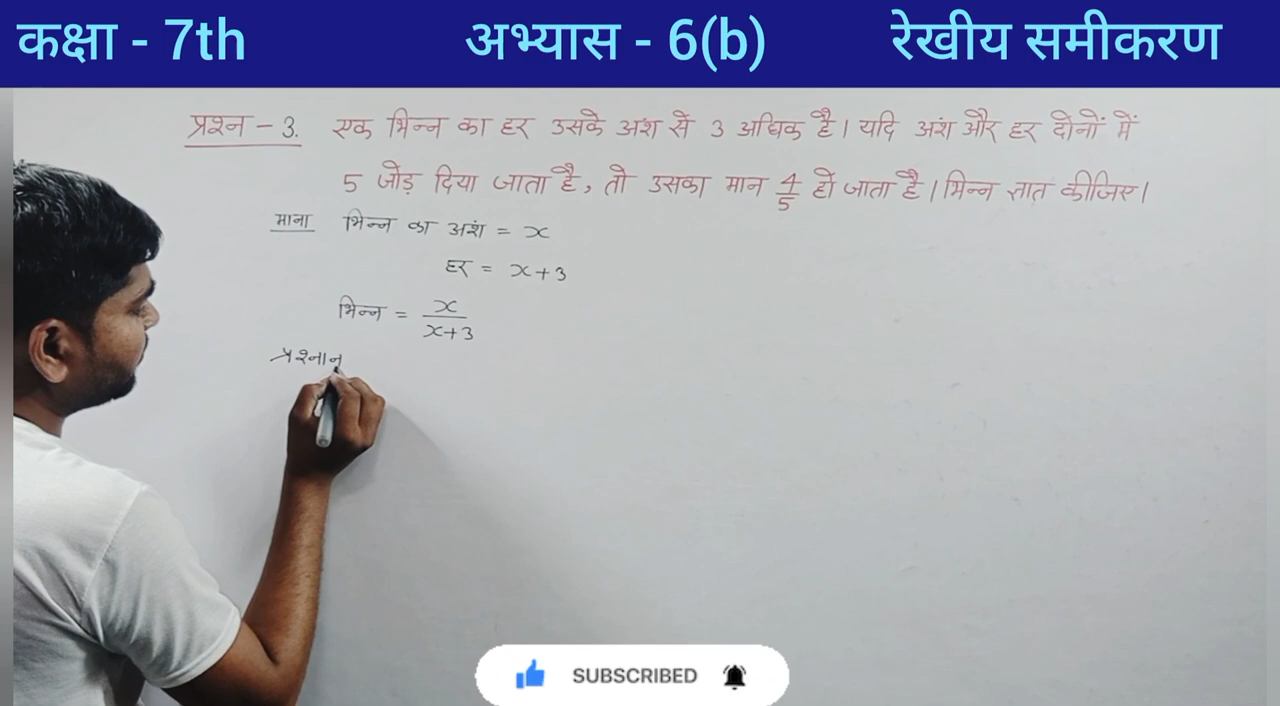 कक्षा - 7th अभ्यास - 6(b) रेखीय समीकरण
प्रश्न - 3. एक भिन्न का हर उसके अंश से 3 अधिक है। यदि अंश और हर दोनों में
5 जोड़ दिया जाता है, तो उसका मान 4/5 हो जाता है। भिन्न ज्ञात कीजिए।
माना भिन्न का अंश = x
हर = x+3
भिन्न = x/x+3
प्रश्नान
SUBSCRIBED